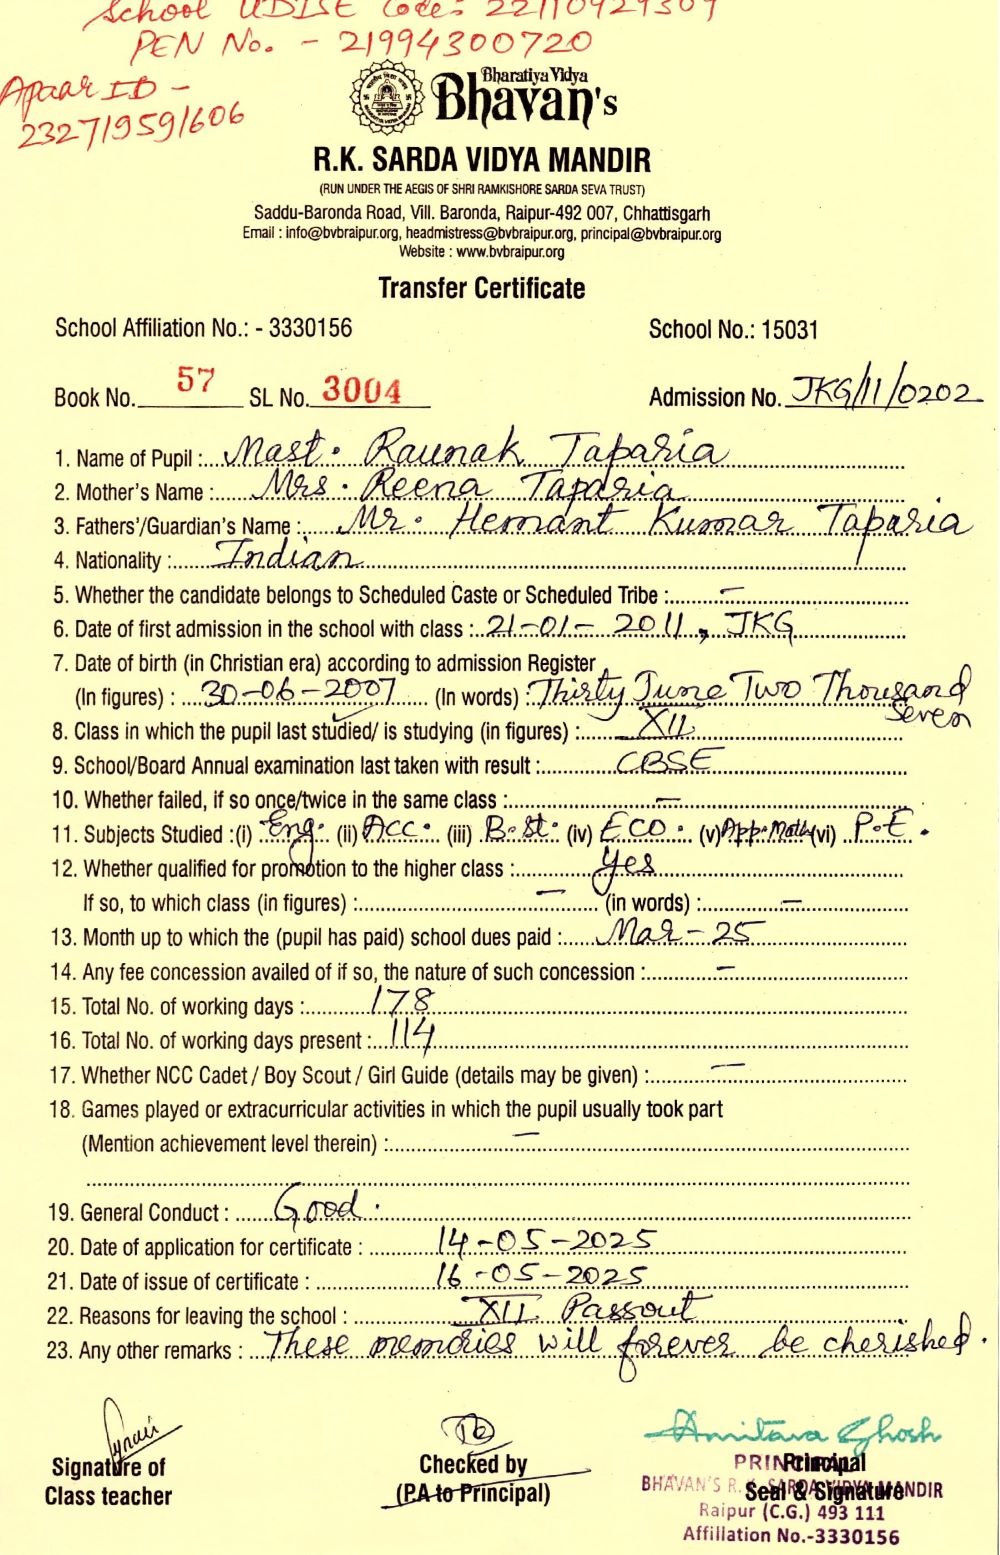 School UDISE Code: 22110929309
PEN No. - 21994300720
Apaar ID -
232719591606
Bharatiya Vidya
Bhavan's
R.K. SARDA VIDYA MANDIR
(RUN UNDER THE AEGIS OF SHRI RAMKISHORE SARDA SEVA TRUST)
Saddu-Baronda Road, Vill. Baronda, Raipur-492 007, Chhattisgarh
Email : info@bvbraipur.org, headmistress@bvbraipur.org, principal@bvbraipur.org
Website : www.bvbraipur.org
Transfer Certificate
School Affiliation No.: - 3330156 School No.: 15031
Book No. 57 SL No. 3004 Admission No. JKG/11/0202
1. Name of Pupil : Mast. Raunak Taparia
2. Mother's Name : Mrs. Reena Taparia
3. Fathers'/Guardian's Name : Mr. Hemant Kumar Taparia
4. Nationality : Indian
5. Whether the candidate belongs to Scheduled Caste or Scheduled Tribe : -
6. Date of first admission in the school with class : 21-01-2011, JKG
7. Date of birth (in Christian era) according to admission Register
(In figures) : 30-06-2007 (In words) : Thirty June Two Thousand
Seven
8. Class in which the pupil last studied/ is studying (in figures) : XII
9. School/Board Annual examination last taken with result : CBSE
10. Whether failed, if so once/twice in the same class : -
11. Subjects Studied :(i) Eng. (ii) Acc. (iii) B.St. (iv) ECO. (v) App.Math (vi) P.E.
12. Whether qualified for promotion to the higher class : Yes
If so, to which class (in figures) : - (in words) : -
13. Month up to which the (pupil has paid) school dues paid : Mar-25
14. Any fee concession availed of if so, the nature of such concession : -
15. Total No. of working days : 178
16. Total No. of working days present : 114
17. Whether NCC Cadet / Boy Scout / Girl Guide (details may be given) : -
18. Games played or extracurricular activities in which the pupil usually took part
(Mention achievement level therein) : -
19. General Conduct : Good.
20. Date of application for certificate : 14-05-2025
21. Date of issue of certificate : 16-05-2025
22. Reasons for leaving the school : XII Passout
23. Any other remarks : These memories will forever be cherished.
Amitava Ghosh
Signature of Checked by PRINCIPAL Principal
Class teacher (P.A to Principal) BHAVAN'S R.K. SARDA VIDYA MANDIR Seal & Signature
Raipur (C.G.) 493 111
Affiliation No.-3330156